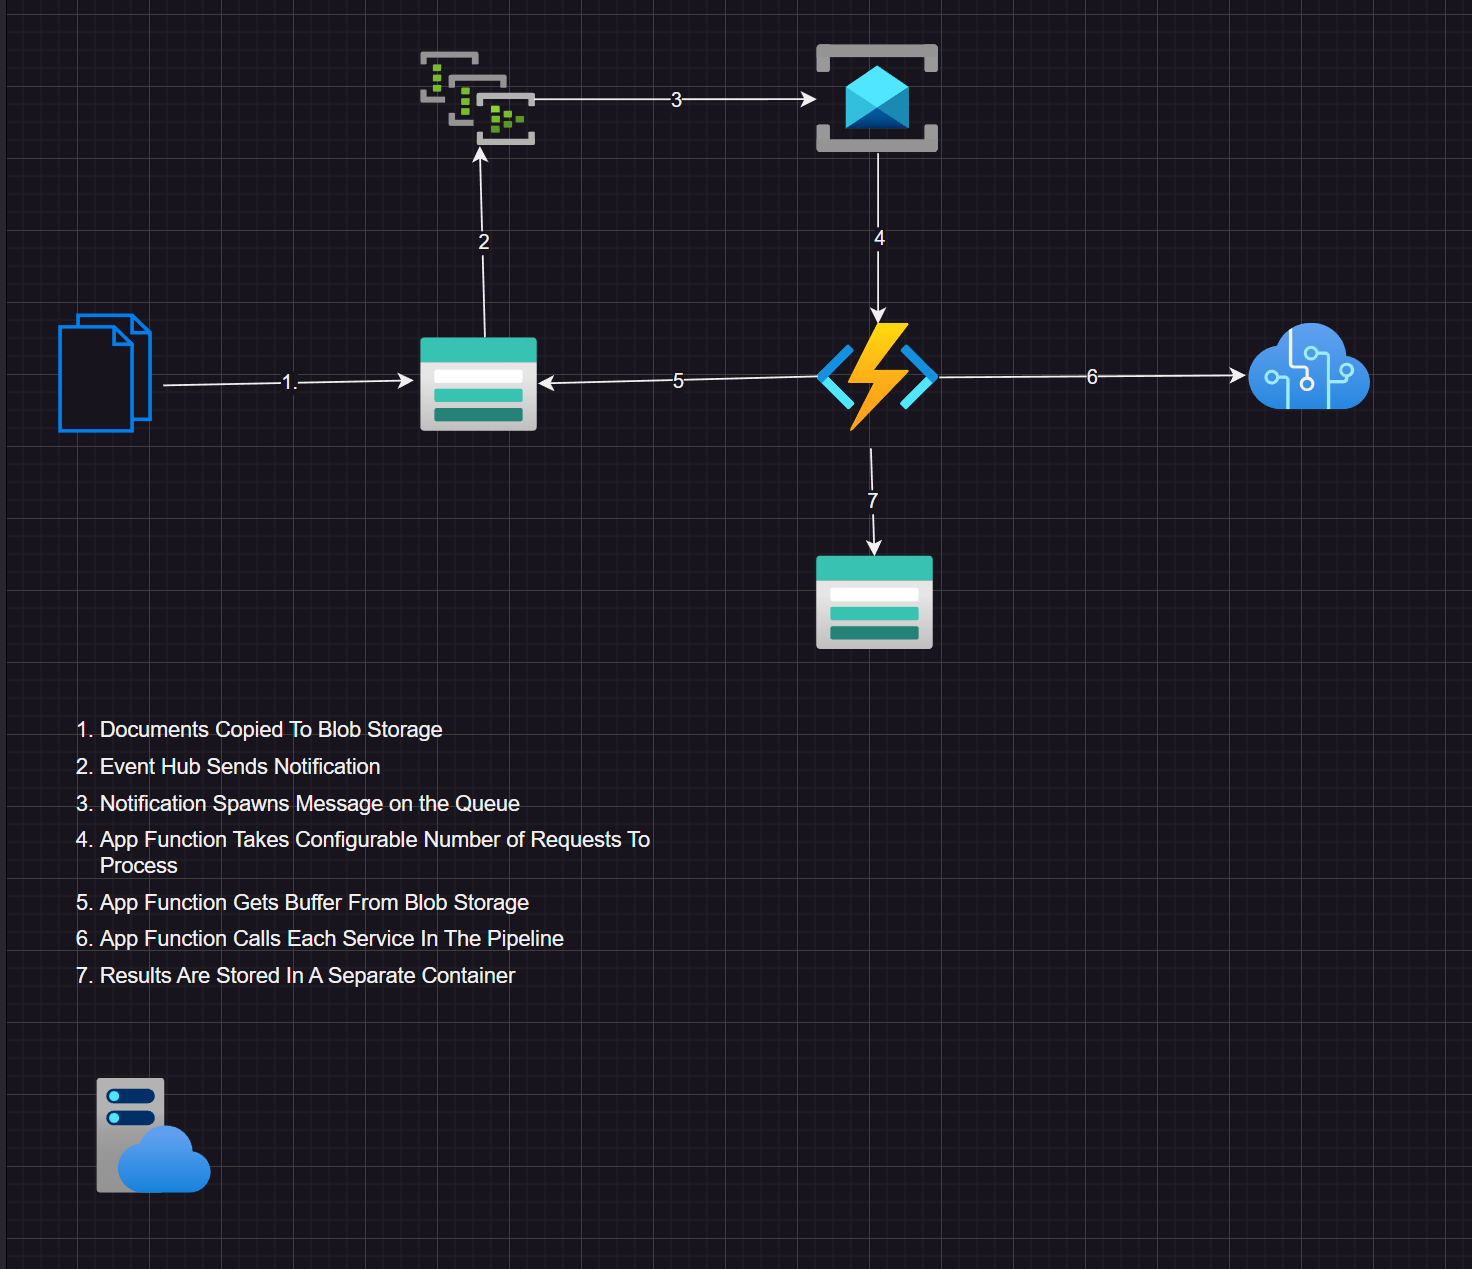 3
2
4
1.
5
6
7
1. Documents Copied To Blob Storage
2. Event Hub Sends Notification
3. Notification Spawns Message on the Queue
4. App Function Takes Configurable Number of Requests To
Process
5. App Function Gets Buffer From Blob Storage
6. App Function Calls Each Service In The Pipeline
7. Results Are Stored In A Separate Container